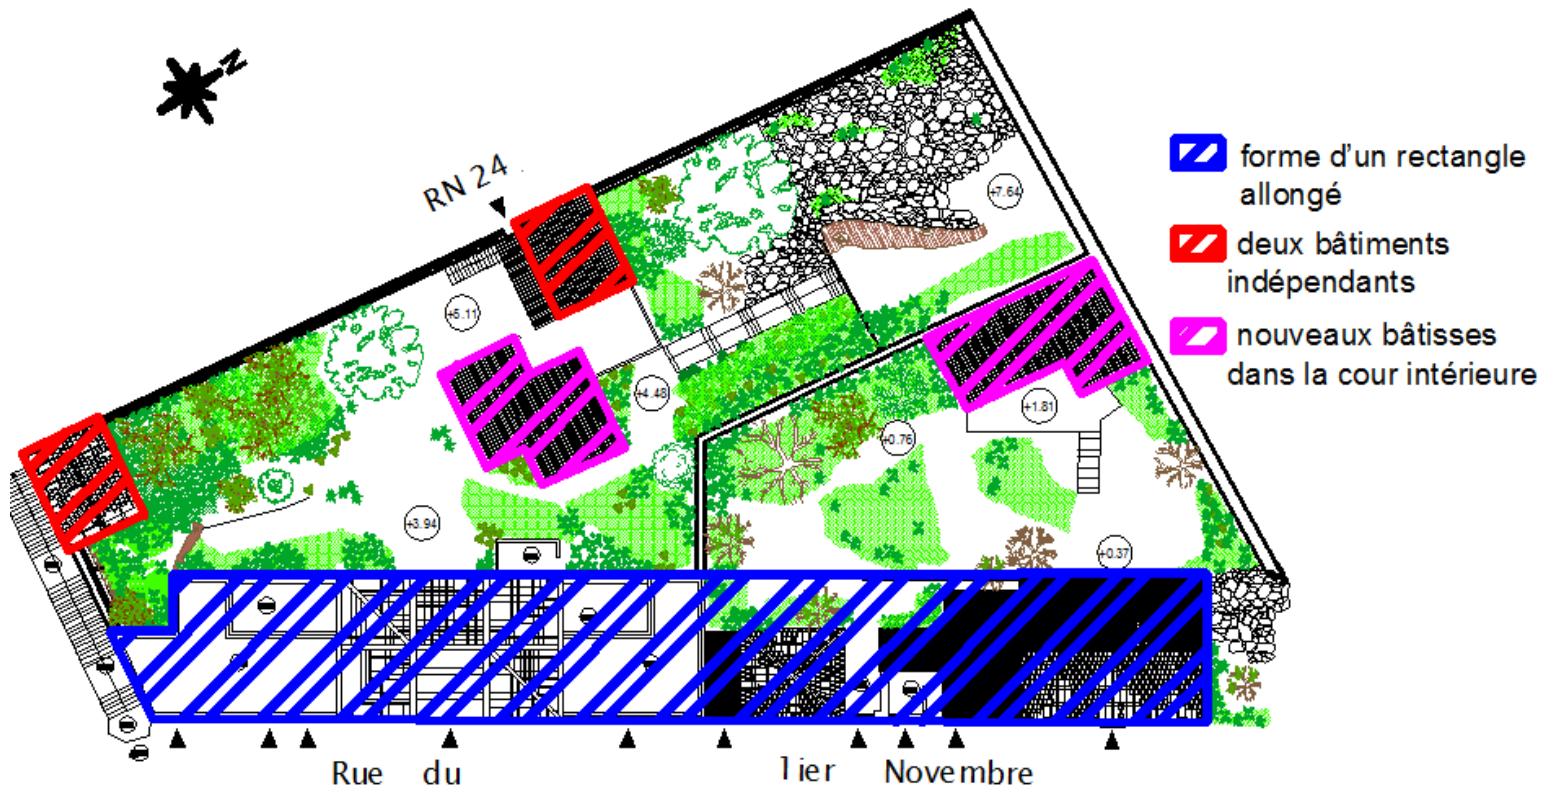 N
RN 24
+7.64
forme d'un rectangle
allongé
deux bâtiments
indépendants
nouveaux bâtisses
dans la cour intérieure
+5.11
+4.48
+1.81
+0.76
+3.94
+0.37
Rue du 1ier Novembre